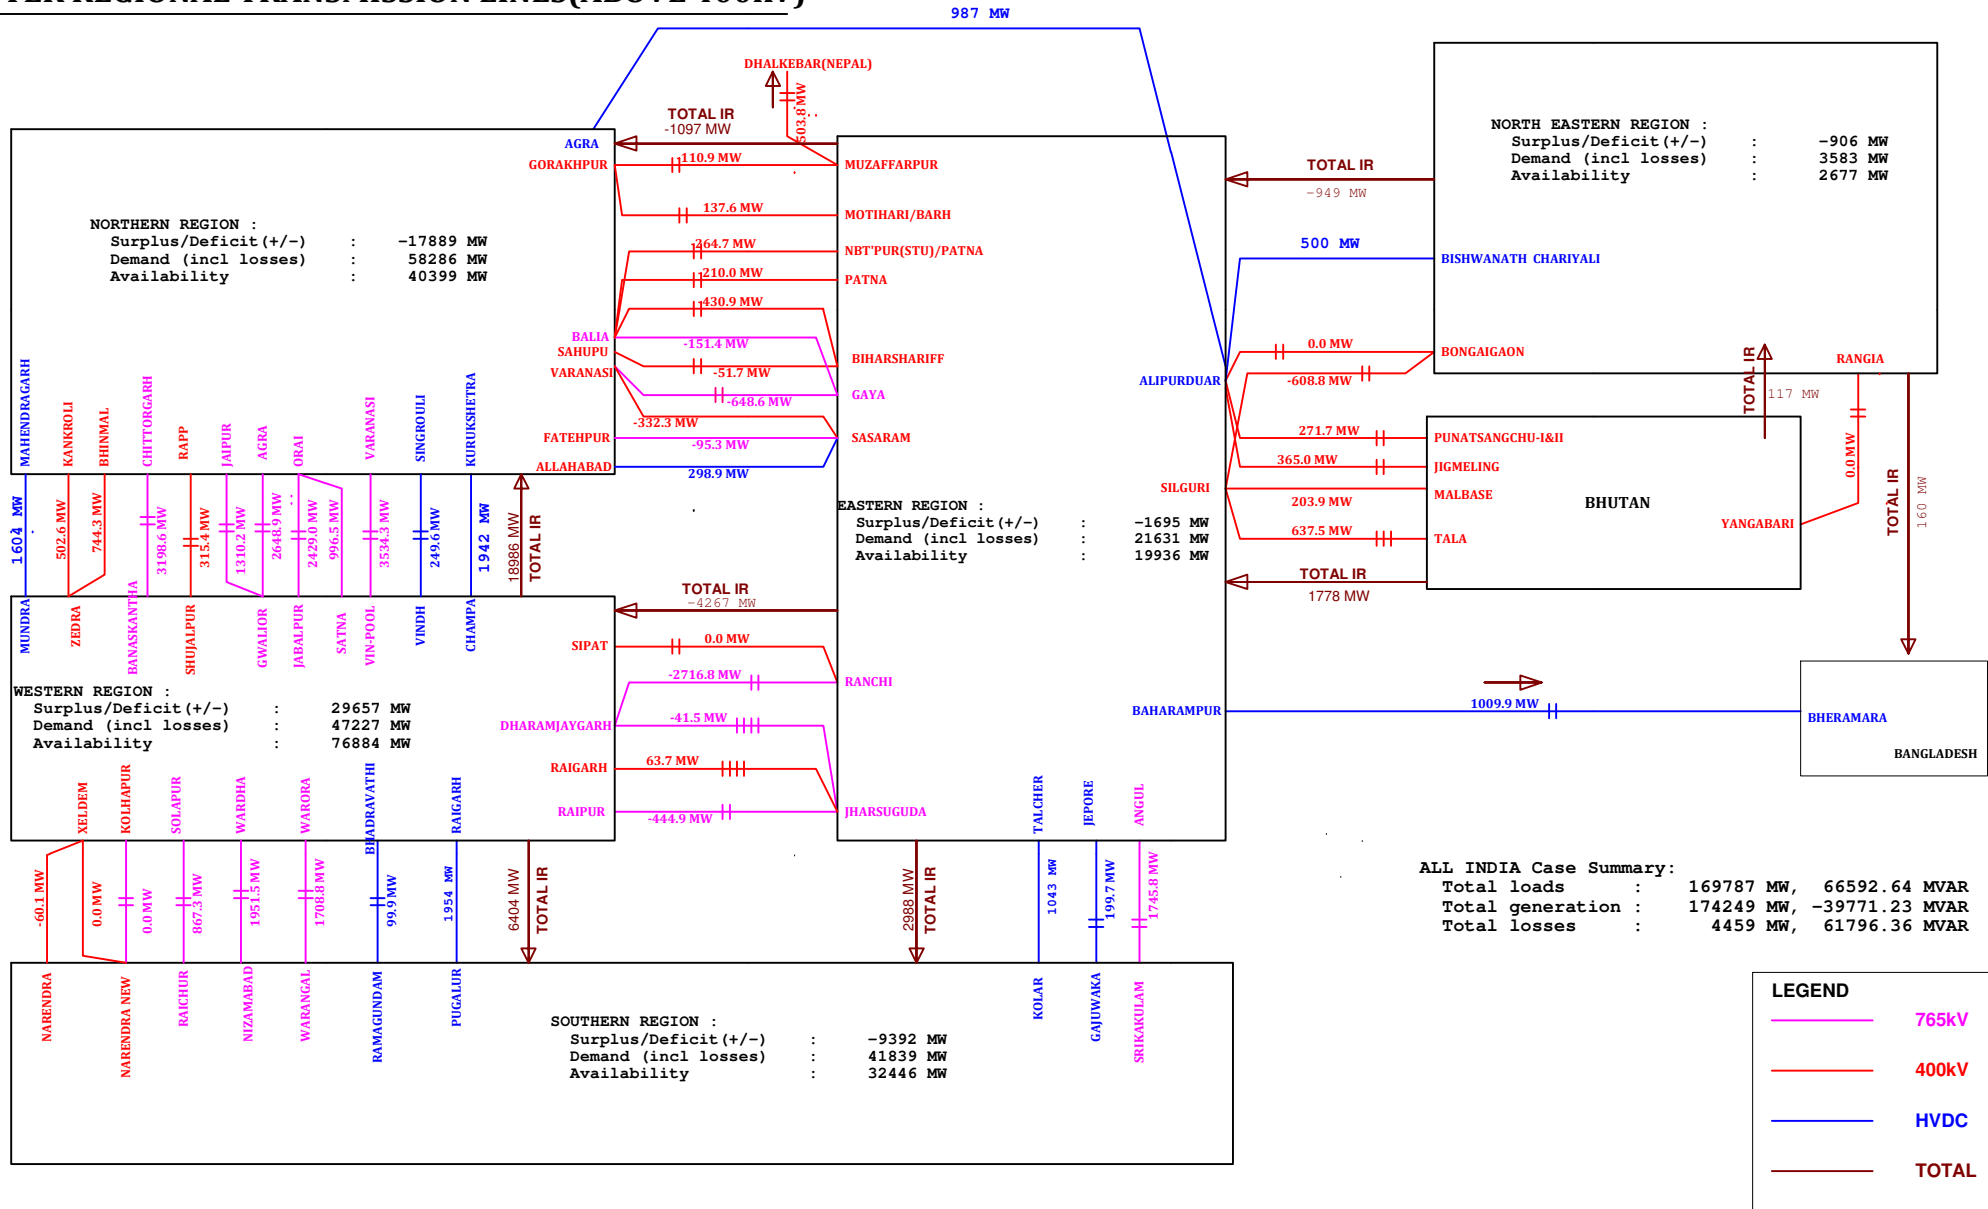 987 MW
DHALKEBAR(NEPAL)
503.8 MW
TOTAL IR
-1097 MW
AGRA
GORAKHPUR
110.9 MW
MUZAFFARPUR
137.6 MW
MOTIHARI/BARH
-264.7 MW
NBT'PUR(STU)/PATNA
210.0 MW
PATNA
-430.9 MW
BALIA
-151.4 MW
SAHUPU
-51.7 MW
BIHARSHARIFF
VARANASI
-648.6 MW
GAYA
-332.3 MW
FATEHPUR
-95.3 MW
SASARAM
ALLAHABAD
298.9 MW
NORTHERN REGION :
Surplus/Deficit(+/-) : -17889 MW
Demand (incl losses) : 58286 MW
Availability : 40399 MW
NORTH EASTERN REGION :
Surplus/Deficit(+/-) : -906 MW
Demand (incl losses) : 3583 MW
Availability : 2677 MW
TOTAL IR
-949 MW
500 MW
BISHWANATH CHARIYALI
0.0 MW
BONGAIGAON
-608.8 MW
RANGIA
ALIPURDUAR
TOTAL IR
117 MW
0.0 MW
TOTAL IR
160 MW
271.7 MW
PUNATSANGCHU-I&II
365.0 MW
JIGMELING
SILGURI
203.9 MW
MALBASE
637.5 MW
TALA
BHUTAN
YANGABARI
TOTAL IR
1778 MW
MAHENDRAGARH
KANKROLI
BHINMAL
CHITTORGARH
RAPP
JAIPUR
AGRA
ORAI
VARANASI
SINGROULI
KURUKSHETRA
1604 MW
502.6 MW
744.3 MW
3198.6 MW
315.4 MW
1310.2 MW
2648.9 MW
2429.0 MW
996.5 MW
3534.3 MW
249.6 MW
1942 MW
18986 MW
TOTAL IR
MUNDRA
ZEDRA
BANASKANTHA
SHUJALPUR
GWALIOR
JABALPUR
SATNA
VIN-POOL
VINDH
CHAMPA
EASTERN REGION :
Surplus/Deficit(+/-) : -1695 MW
Demand (incl losses) : 21631 MW
Availability : 19936 MW
TOTAL IR
-4267 MW
SIPAT
0.0 MW
-2716.8 MW
RANCHI
DHARAMJAYGARH
-41.5 MW
RAIGARH
63.7 MW
RAIPUR
-444.9 MW
JHARSUGUDA
WESTERN REGION :
Surplus/Deficit(+/-) : 29657 MW
Demand (incl losses) : 47227 MW
Availability : 76884 MW
BAHARAMPUR
1009.9 MW
BHERAMARA
BANGLADESH
XELDEM
KOLHAPUR
SOLAPUR
WARDHA
WARORA
BHADRAVATHI
RAIGARH
TALCHER
JEPORE
ANGUL
-60.1 MW
0.0 MW
0.0 MW
867.3 MW
1951.5 MW
1708.8 MW
99.9 MW
1954 MW
6404 MW
TOTAL IR
2988 MW
TOTAL IR
1043 MW
199.7 MW
1745.8 MW
NARENDRA
NARENDRA NEW
RAICHUR
NIZAMABAD
WARANGAL
RAMAGUNDAM
PUGALUR
KOLAR
GAJUWAKA
SRIKAKULAM
SOUTHERN REGION :
Surplus/Deficit(+/-) : -9392 MW
Demand (incl losses) : 41839 MW
Availability : 32446 MW
ALL INDIA Case Summary:
Total loads : 169787 MW, 66592.64 MVAR
Total generation : 174249 MW, -39771.23 MVAR
Total losses : 4459 MW, 61796.36 MVAR
LEGEND
765kV
400kV
HVDC
TOTAL